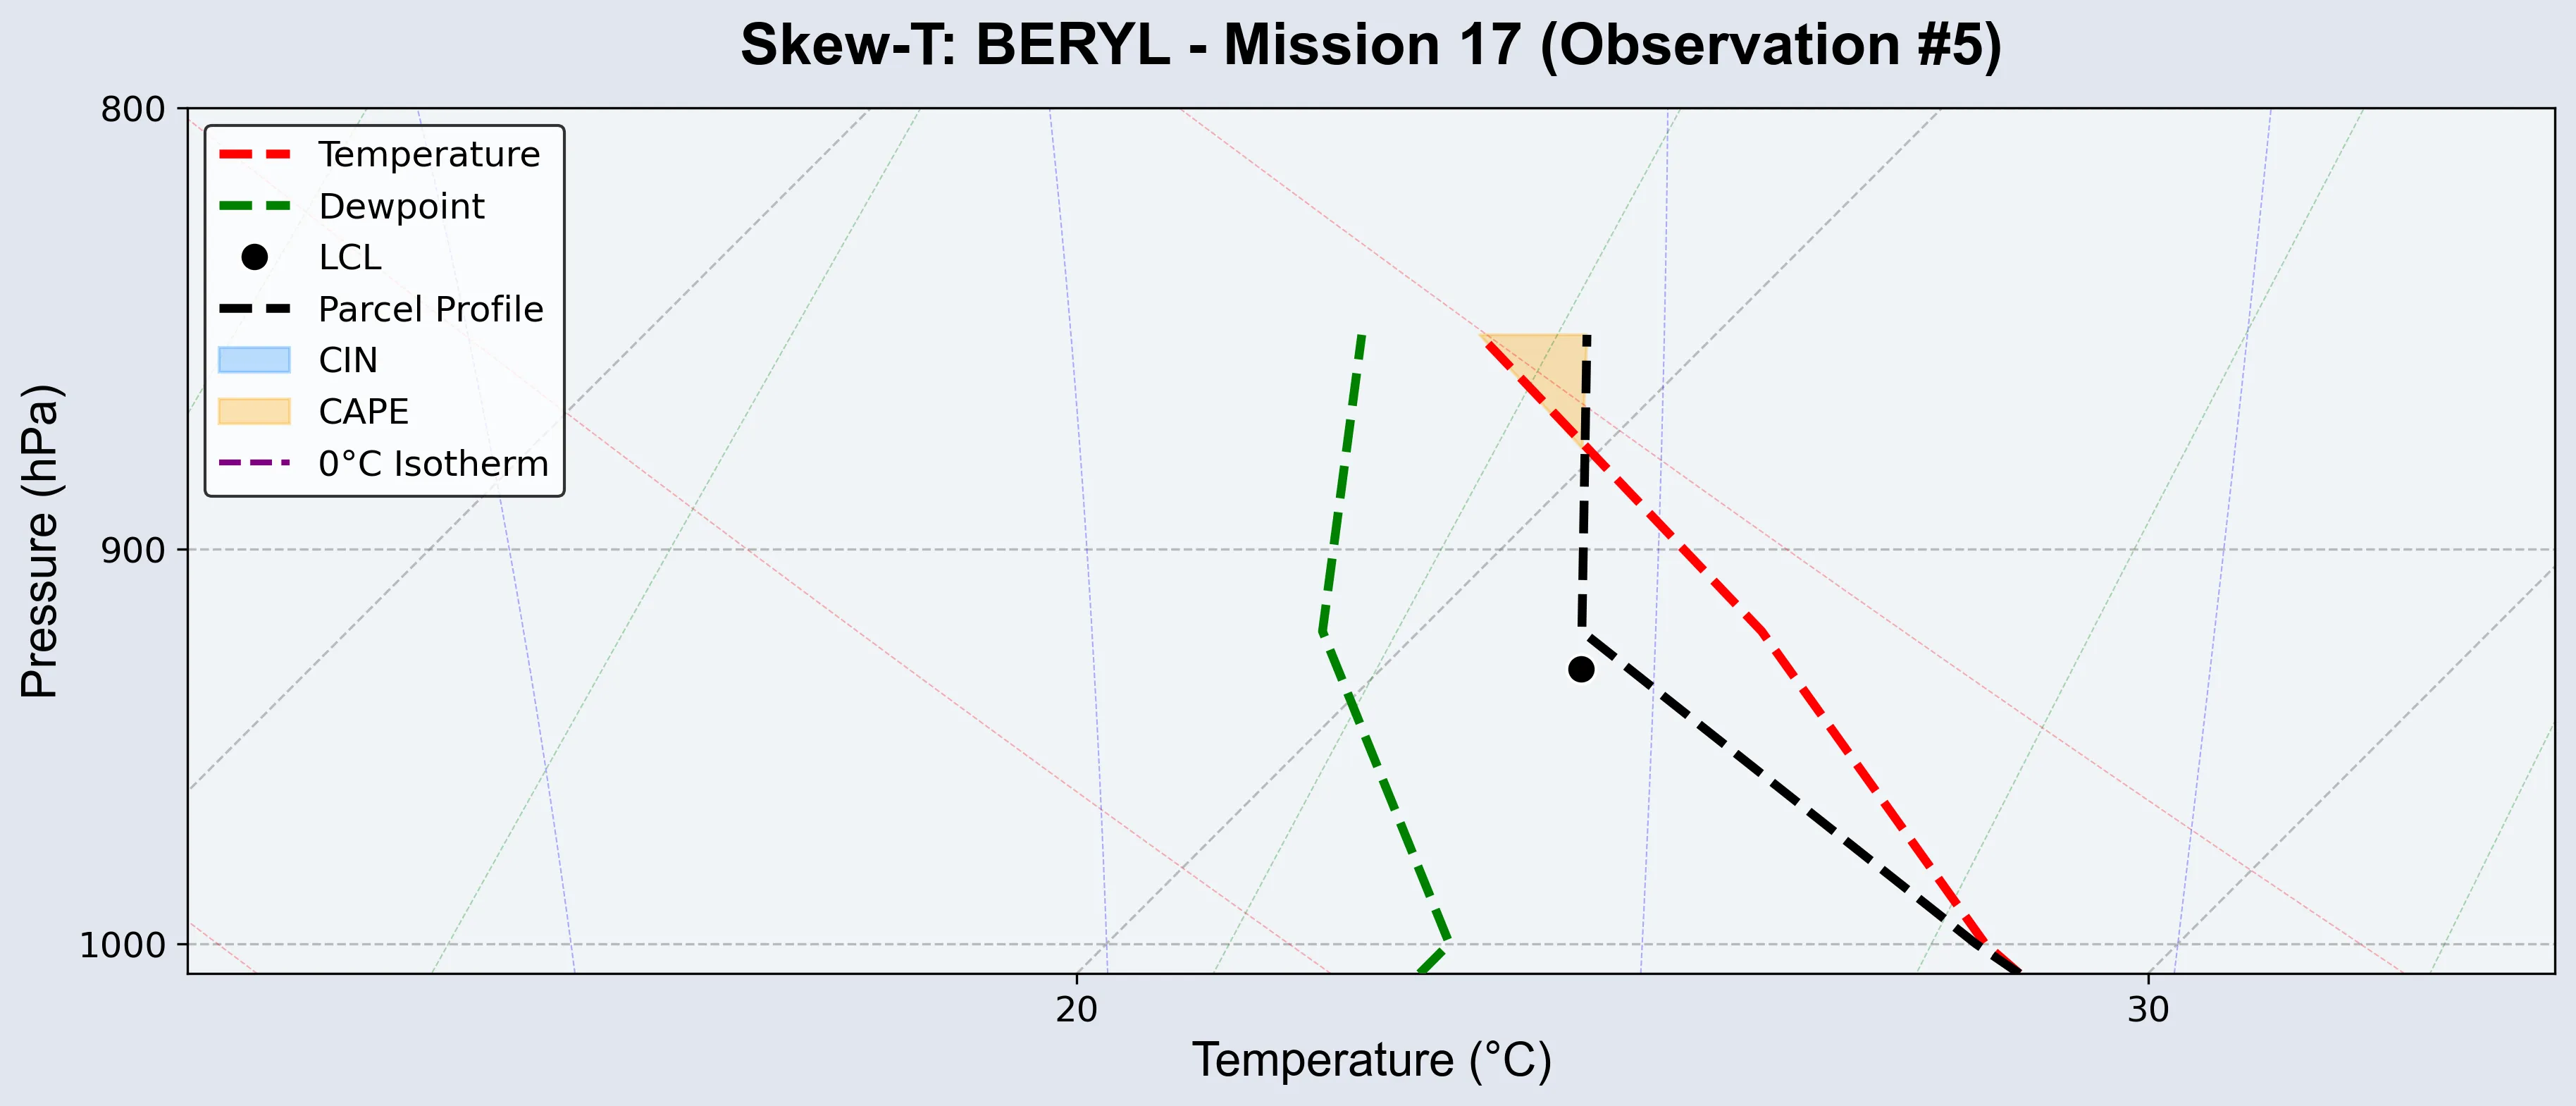 Skew-T: BERYL - Mission 17 (Observation #5)
800
900
1000
Pressure (hPa)
Temperature
Dewpoint
LCL
Parcel Profile
CIN
CAPE
0°C Isotherm
20
30
Temperature (°C)